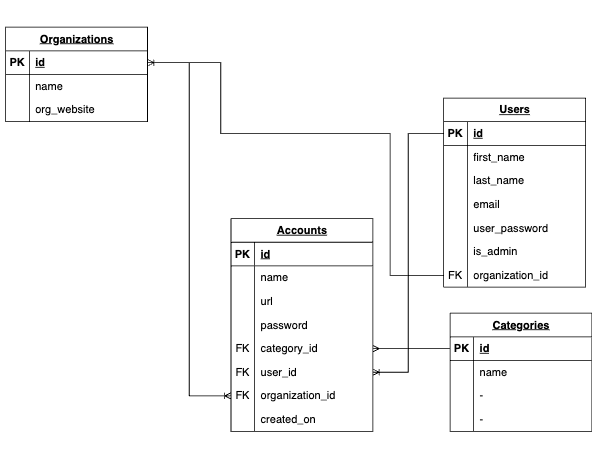 Organizations
PK id
name
org_website
Users
PK id
first_name
last_name
email
user_password
is_admin
FK organization_id
Accounts
PK id
name
url
password
FK category_id
FK user_id
FK organization_id
created_on
Categories
PK id
name
-
-